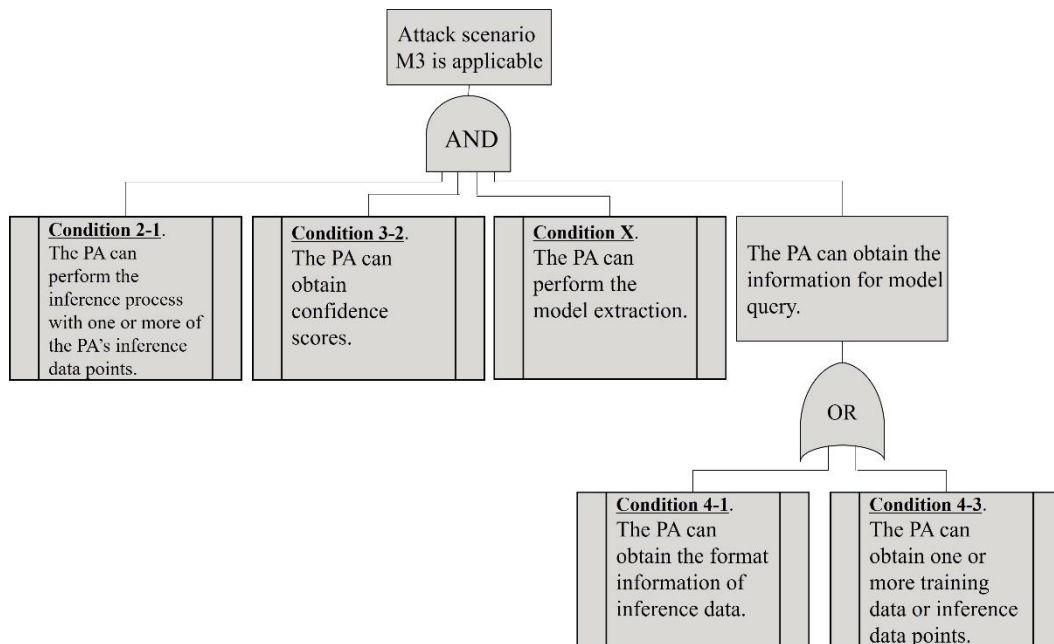 Attack scenario
M3 is applicable
AND
Condition 2-1.
The PA can
perform the
inference process
with one or more of
the PA's inference
data points.
Condition 3-2.
The PA can
obtain
confidence
scores.
Condition X.
The PA can
perform the
model extraction.
The PA can obtain the
information for model
query.
OR
Condition 4-1.
The PA can
obtain the format
information of
inference data.
Condition 4-3.
The PA can
obtain one or
more training
data or inference
data points.